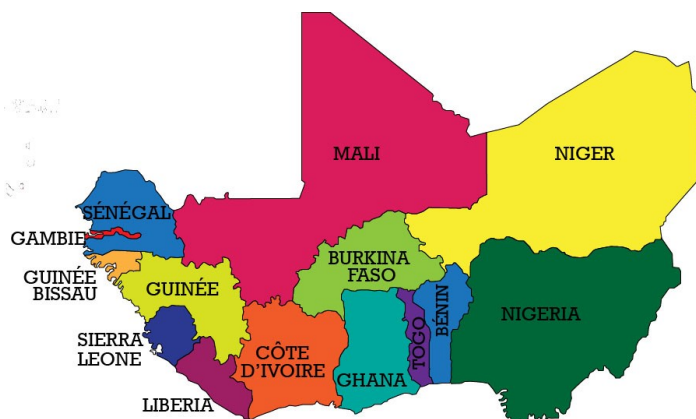 MALI
NIGER
SÉNÉGAL
GAMBIE
GUINÉE
BISSAU
GUINÉE
BURKINA
FASO
SIERRA
LEONE
LIBERIA
CÔTE
D'IVOIRE
GHANA
TOGO
BÉNIN
NIGERIA